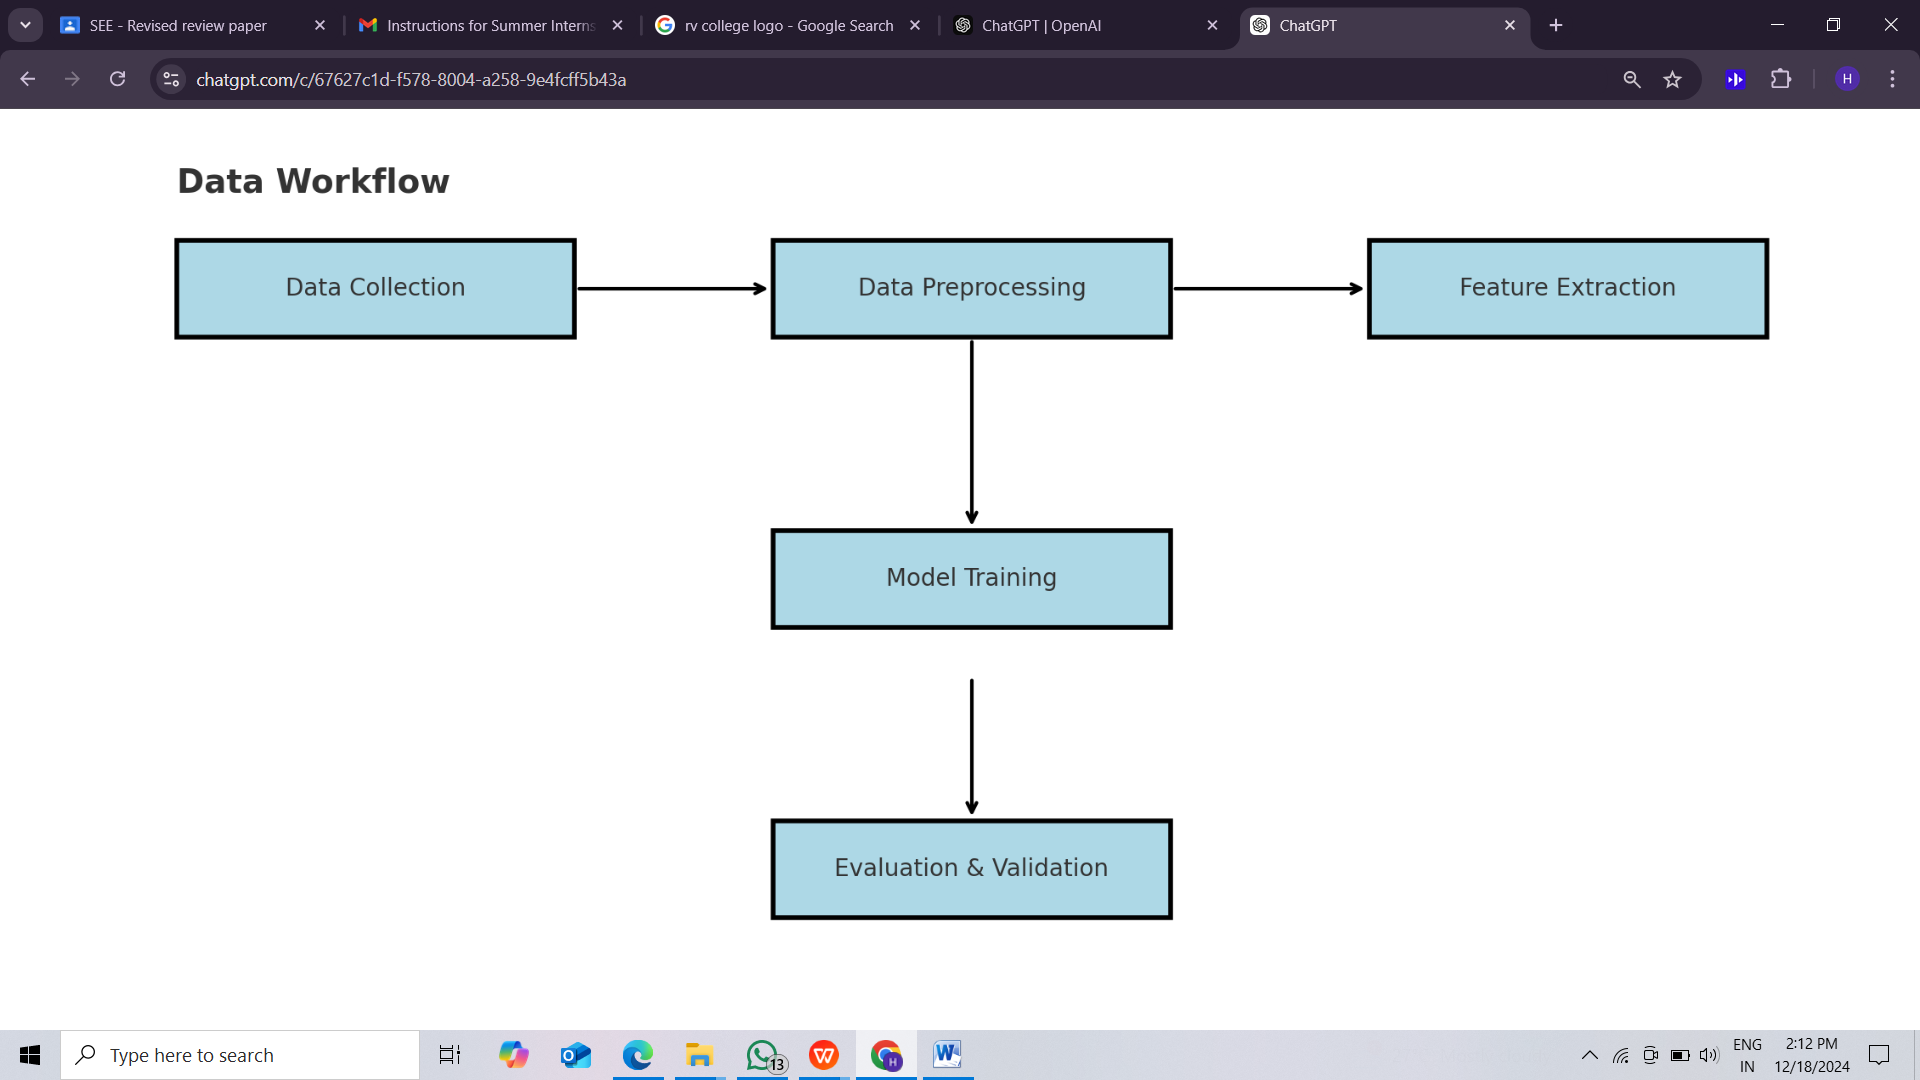 SEE - Revised review paper
Instructions for Summer Interns
rv college logo - Google Search
ChatGPT | OpenAI
ChatGPT
chatgpt.com/c/67627c1d-f578-8004-a258-9e4fcff5b43a
H
Data Workflow
Data Collection
Data Preprocessing
Feature Extraction
Model Training
Evaluation & Validation
Type here to search
13
H
ENG
IN
2:12 PM
12/18/2024